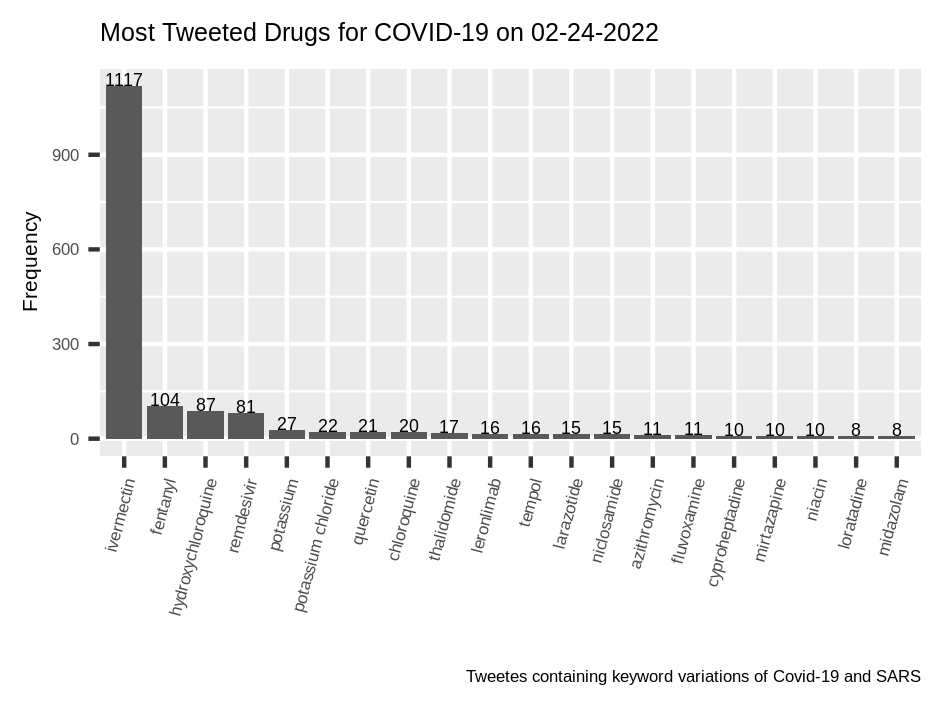 Most Tweeted Drugs for COVID-19 on 02-24-2022
Frequency
900
600
300
0
1117
104
87
81
27
22
21
20
17
16
16
15
15
11
11
10
10
10
8
8
ivermectin
fentanyl
hydroxychloroquine
remdesivir
potassium
potassium chloride
quercetin
chloroquine
thalidomide
leronlimab
tempol
larazotide
niclosamide
azithromycin
fluvoxamine
cyproheptadine
mirtazapine
niacin
loratadine
midazolam
Tweetes containing keyword variations of Covid-19 and SARS